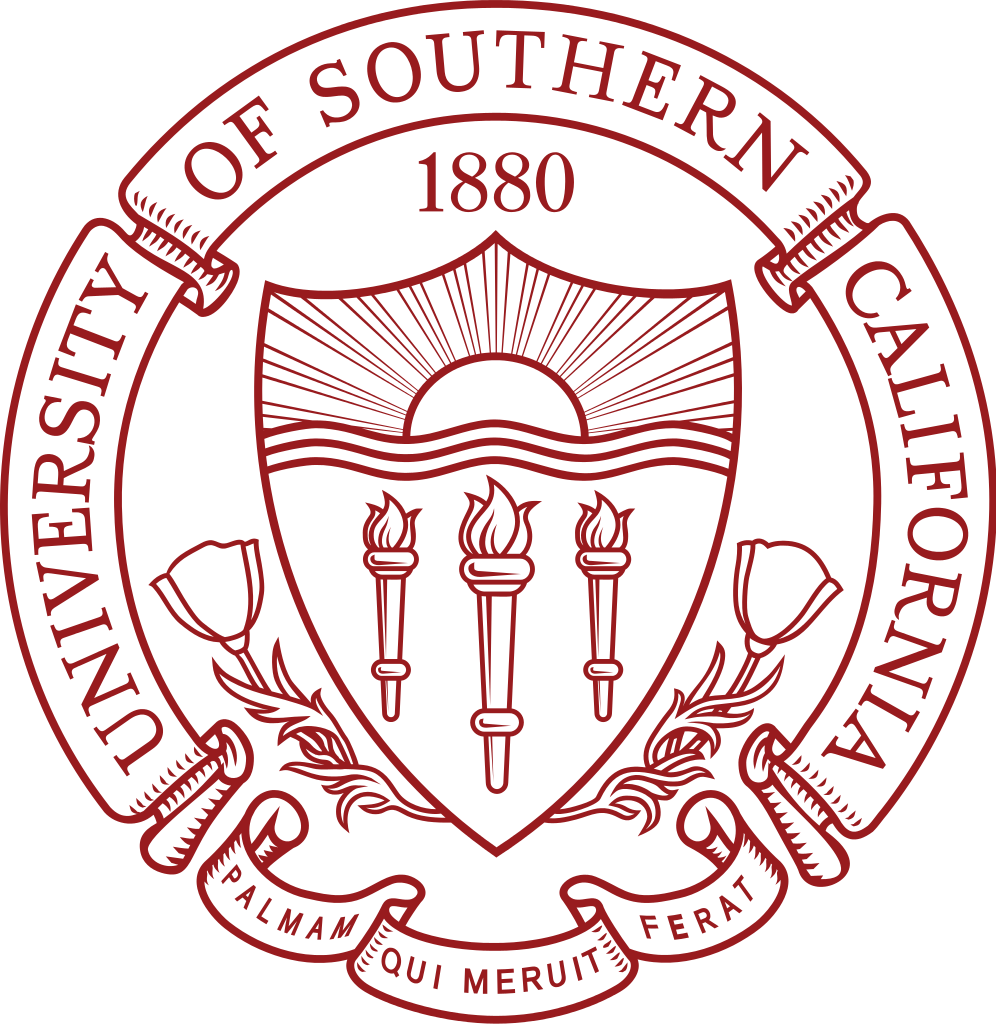 UNIVERSITY OF SOUTHERN CALIFORNIA
1880
PALMAM QUI MERUIT FERAT